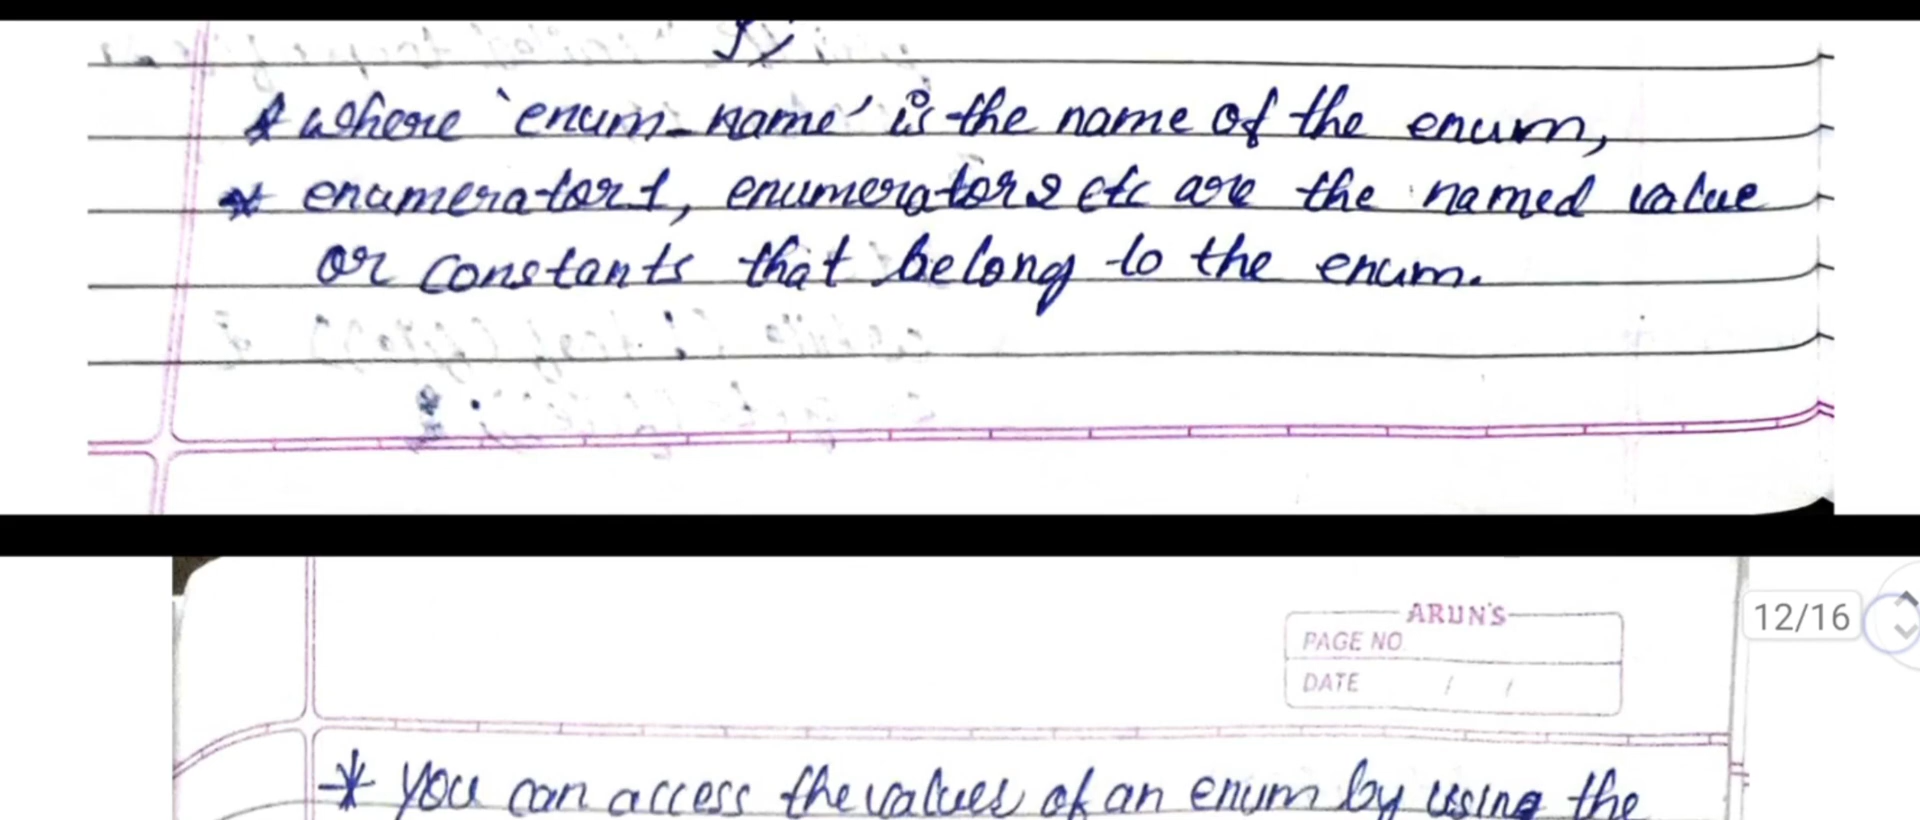 };
* where `enum_name' is the name of the enum,
* enumerator1, enumerator2 etc are the named value
or constants that belong to the enum.
ARUN'S
PAGE NO
DATE / /
12/16
* You can access the values of an enum by using the